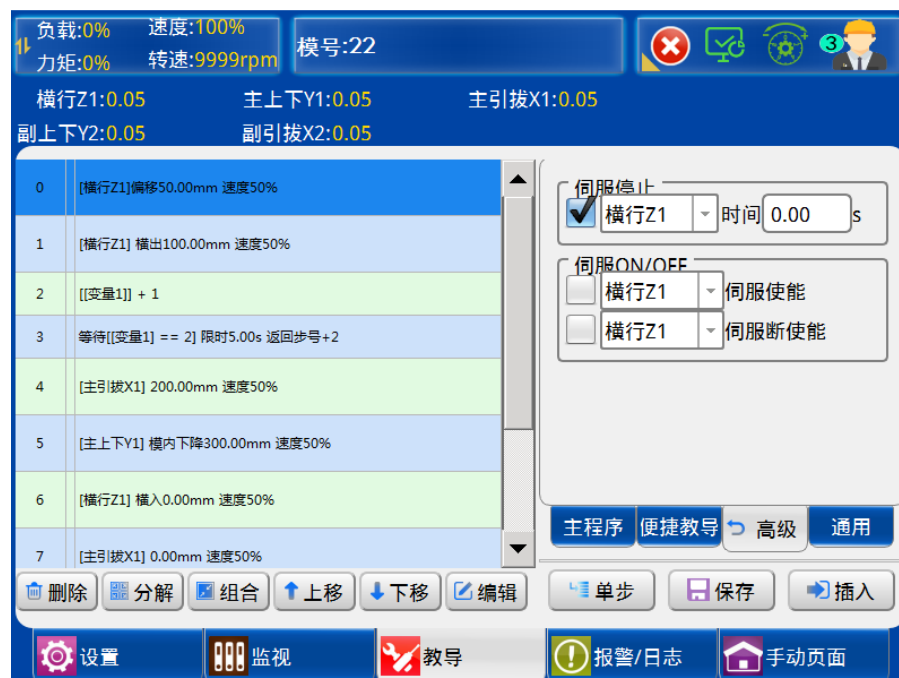 负载:0% 速度:100%
力矩:0% 转速:9999rpm
模号:22
3
横行Z1:0.05 主上下Y1:0.05 主引拔X1:0.05
副上下Y2:0.05 副引拔X2:0.05
0 [横行Z1]偏移50.00mm 速度50%
1 [横行Z1] 横出100.00mm 速度50%
2 [[变量1]] + 1
3 等待[[变量1] == 2] 限时5.00s 返回步号+2
4 [主引拔X1] 200.00mm 速度50%
5 [主上下Y1] 模内下降300.00mm 速度50%
6 [横行Z1] 横入0.00mm 速度50%
7 [主引拔X1] 0.00mm 速度50%
伺服停止
横行Z1 时间 0.00 s
伺服ON/OFF
横行Z1 伺服使能
横行Z1 伺服断使能
主程序 便捷教导 高级 通用
删除 分解 组合 上移 下移 编辑 单步 保存 插入
设置 监视 教导 报警/日志 手动页面